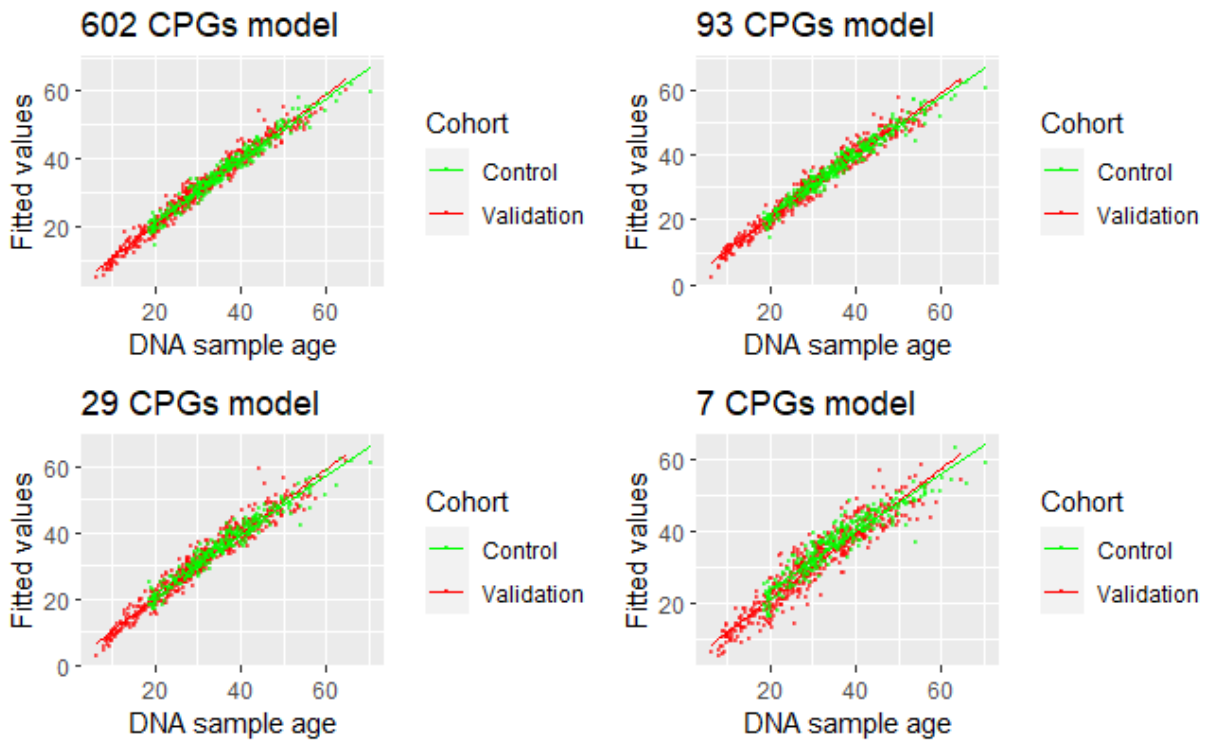 602 CPGs model
Fitted values
60
40
20
20 40 60
DNA sample age
Cohort
Control
Validation
93 CPGs model
Fitted values
60
40
20
0
20 40 60
DNA sample age
Cohort
Control
Validation
29 CPGs model
Fitted values
60
40
20
0
20 40 60
DNA sample age
Cohort
Control
Validation
7 CPGs model
Fitted values
60
40
20
20 40 60
DNA sample age
Cohort
Control
Validation